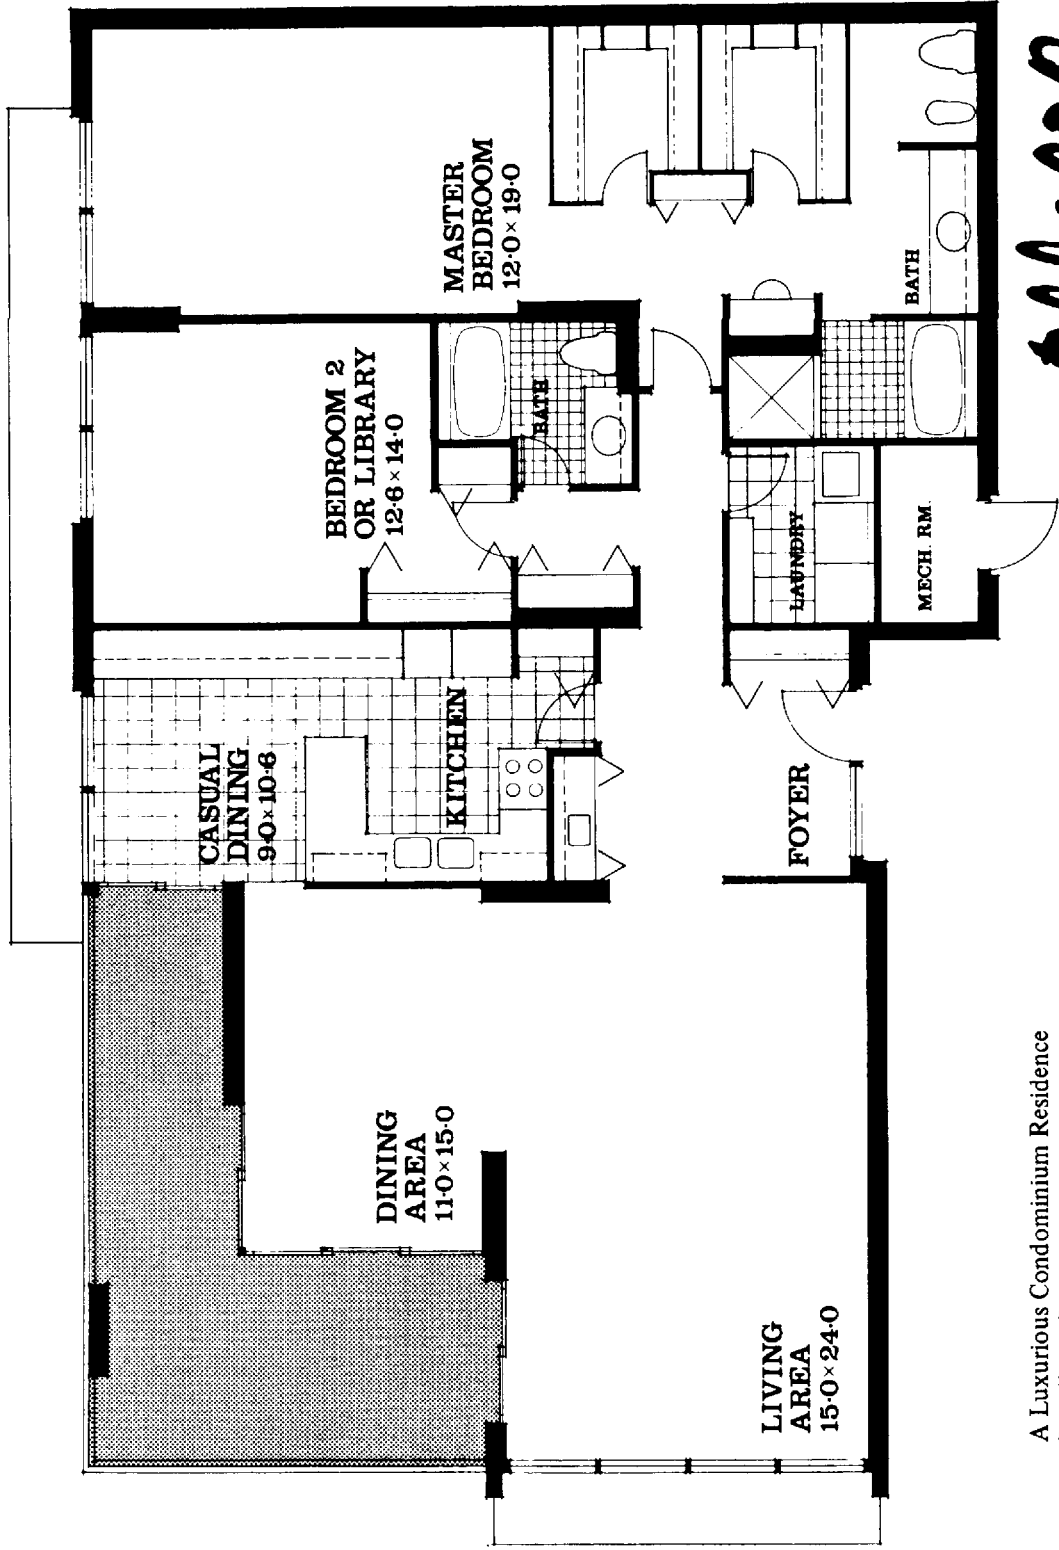 MASTER
BEDROOM
12·0×19·0
BEDROOM 2
OR LIBRARY
12·6×14·0
BATH
BATH
LAUNDRY
MECH. RM.
CASUAL
DINING
9·0×10·6
KITCHEN
FOYER
DINING
AREA
11·0×15·0
LIVING
AREA
15·0×24·0
A Luxurious Condominium Residence